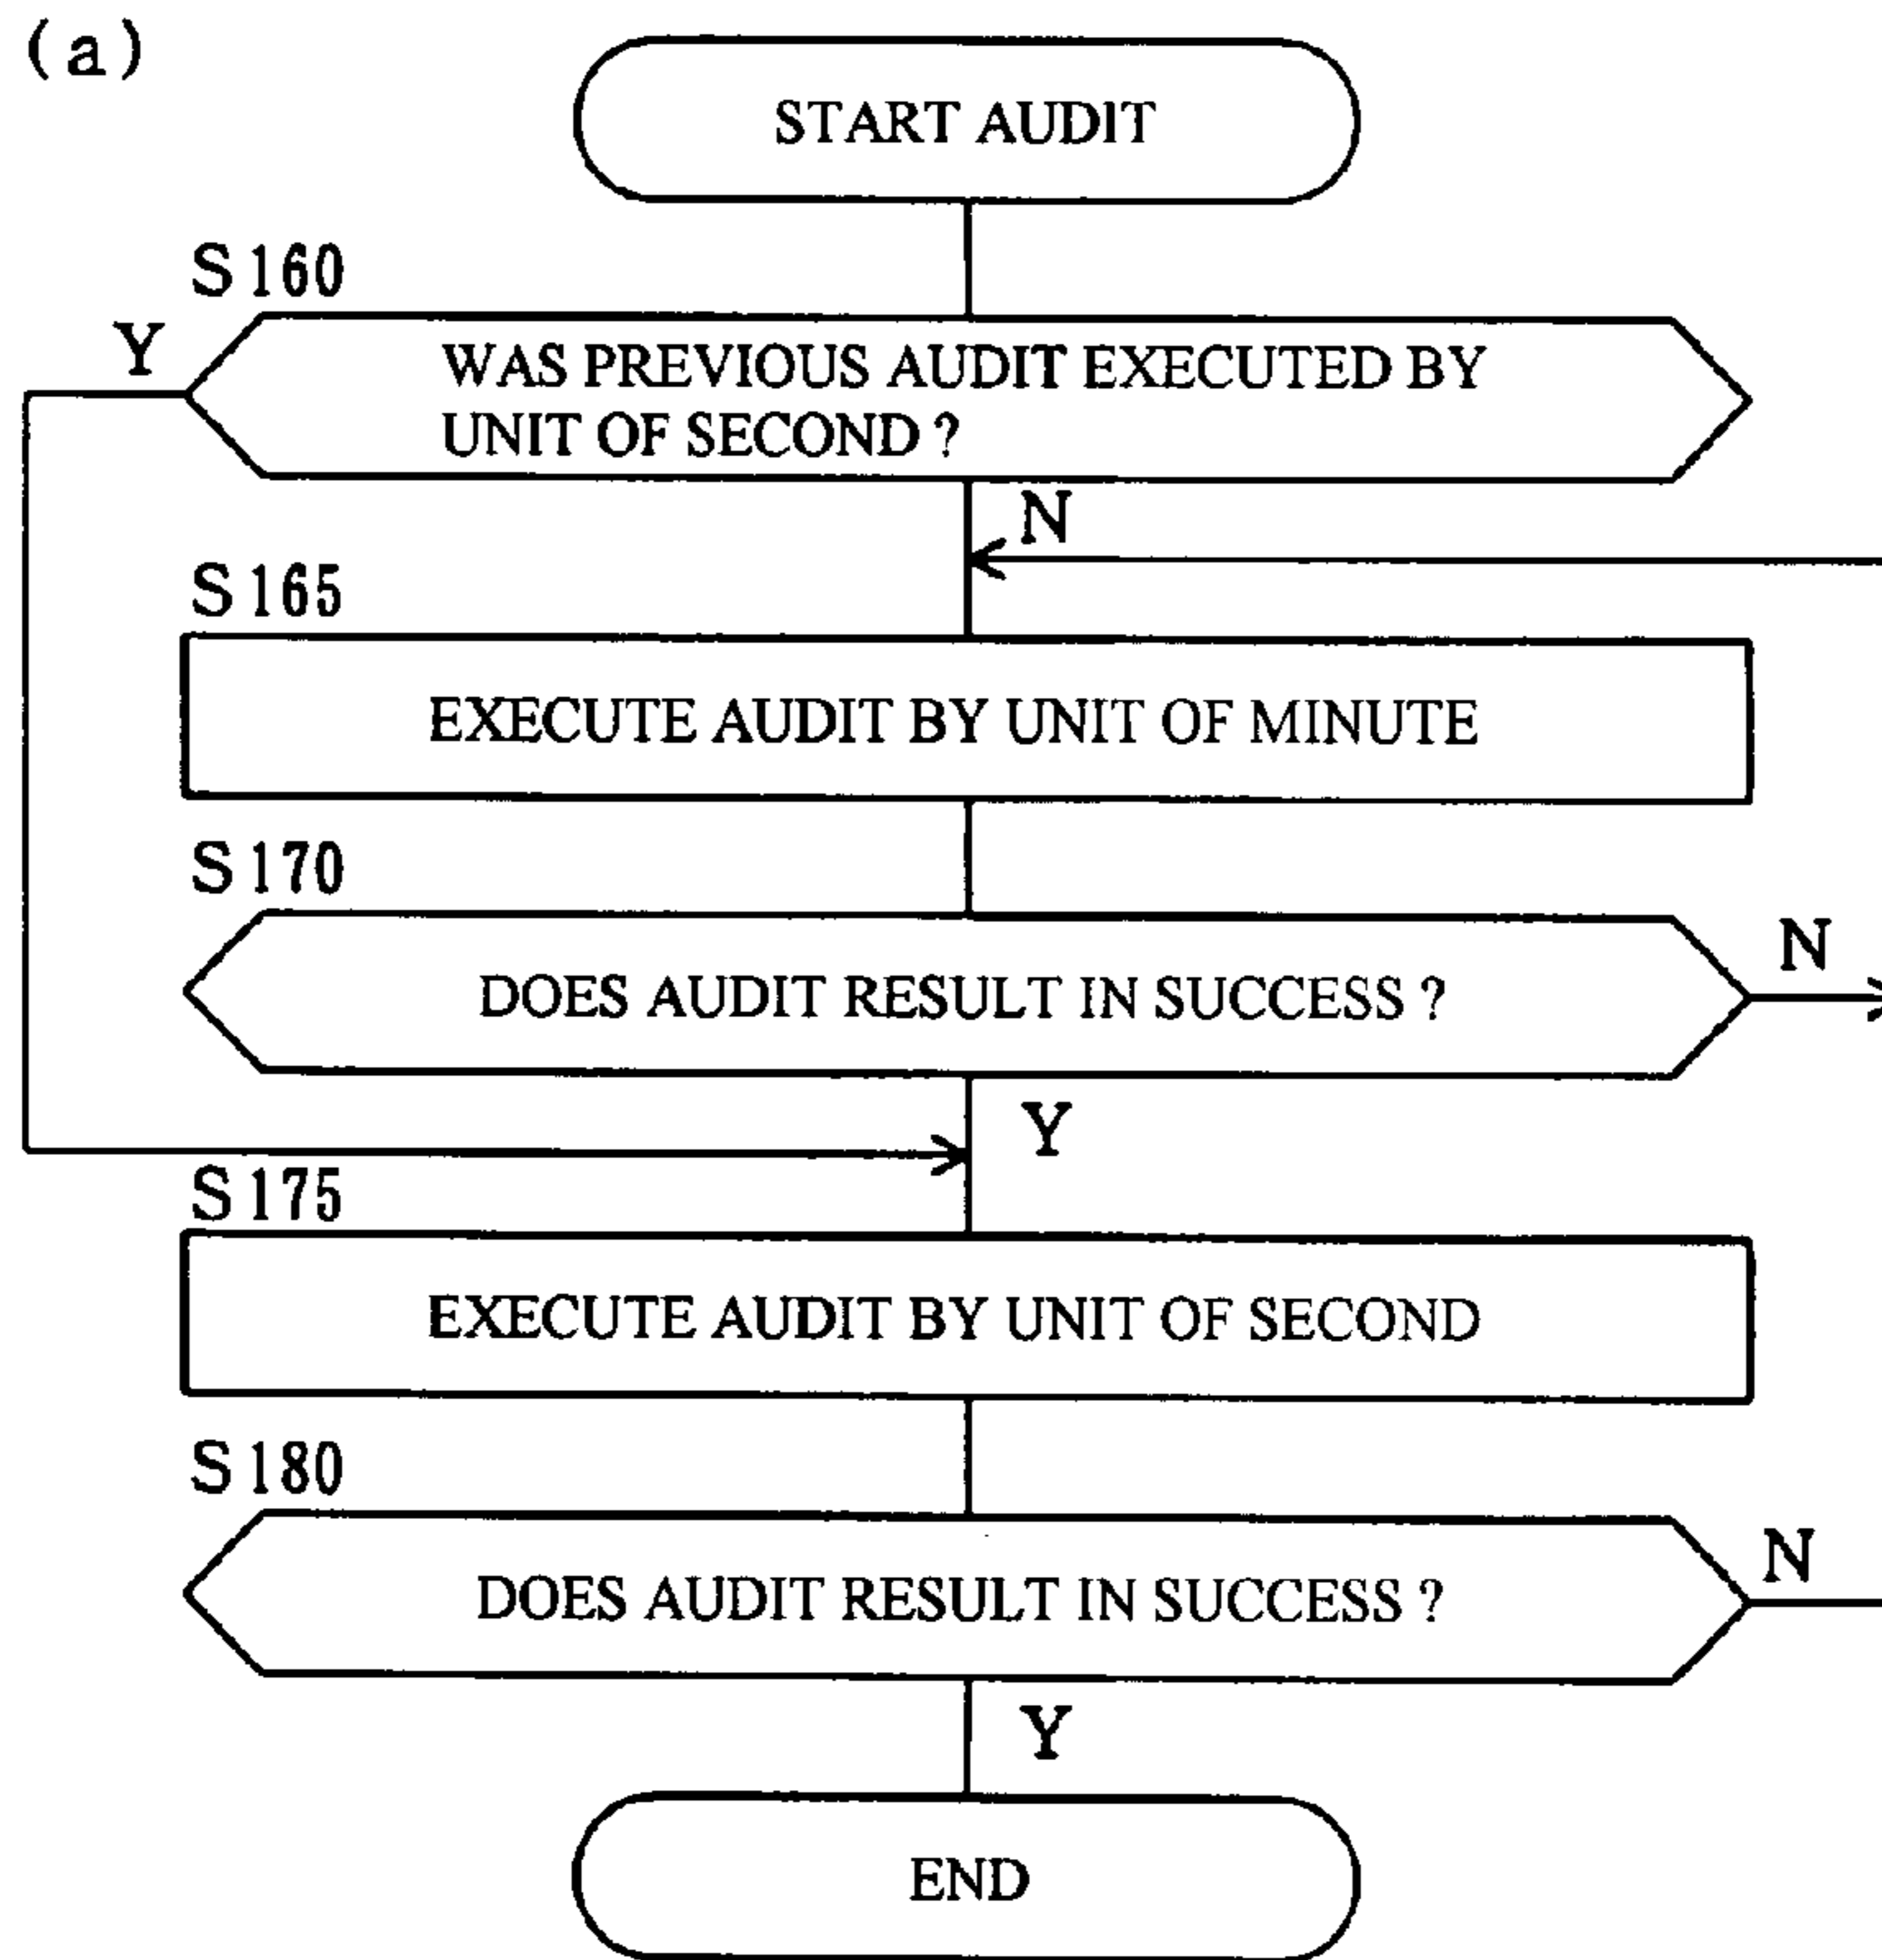 (a)
START AUDIT
S160
Y
WAS PREVIOUS AUDIT EXECUTED BY
UNIT OF SECOND ?
N
S165
EXECUTE AUDIT BY UNIT OF MINUTE
S170
N
DOES AUDIT RESULT IN SUCCESS ?
Y
S175
EXECUTE AUDIT BY UNIT OF SECOND
S180
N
DOES AUDIT RESULT IN SUCCESS ?
Y
END